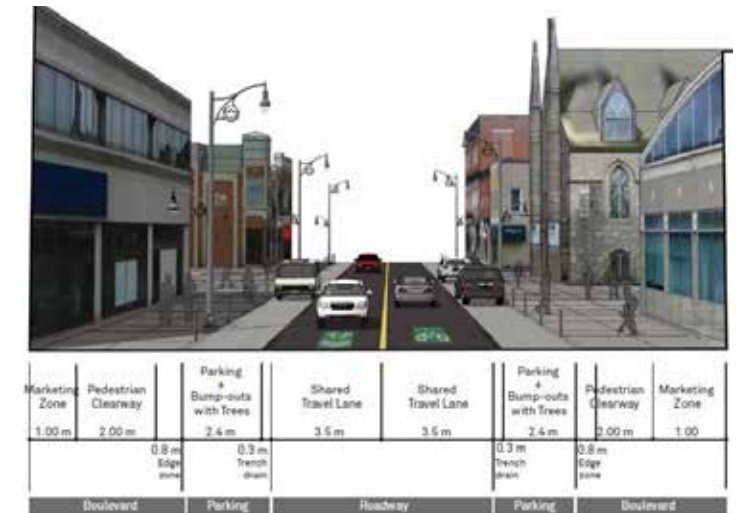 Marketing
Zone
1.00 m
Pedestrian
Clearway
2.00 m
Parking
+
Bump-outs
with Trees
2.4 m
Shared
Travel Lane
3.5 m
Shared
Travel Lane
3.5 m
Parking
+
Bump-outs
with Trees
2.4 m
Pedestrian
Clearway
2.00 m
Marketing
Zone
1.00
0.8 m
Edge
zone
0.3 m
Trench
drain
0.3 m
Trench
drain
0.8 m
Edge
zone
Boulevard
Parking
Roadway
Parking
Boulevard